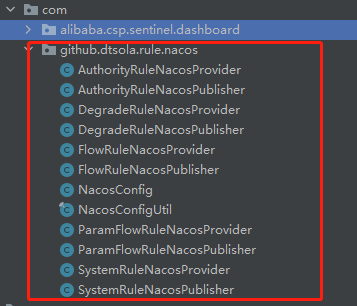 com
alibaba.csp.sentinel.dashboard
github.dtsola.rule.nacos
AuthorityRuleNacosProvider
AuthorityRuleNacosPublisher
DegradeRuleNacosProvider
DegradeRuleNacosPublisher
FlowRuleNacosProvider
FlowRuleNacosPublisher
NacosConfig
NacosConfigUtil
ParamFlowRuleNacosProvider
ParamFlowRuleNacosPublisher
SystemRuleNacosProvider
SystemRuleNacosPublisher